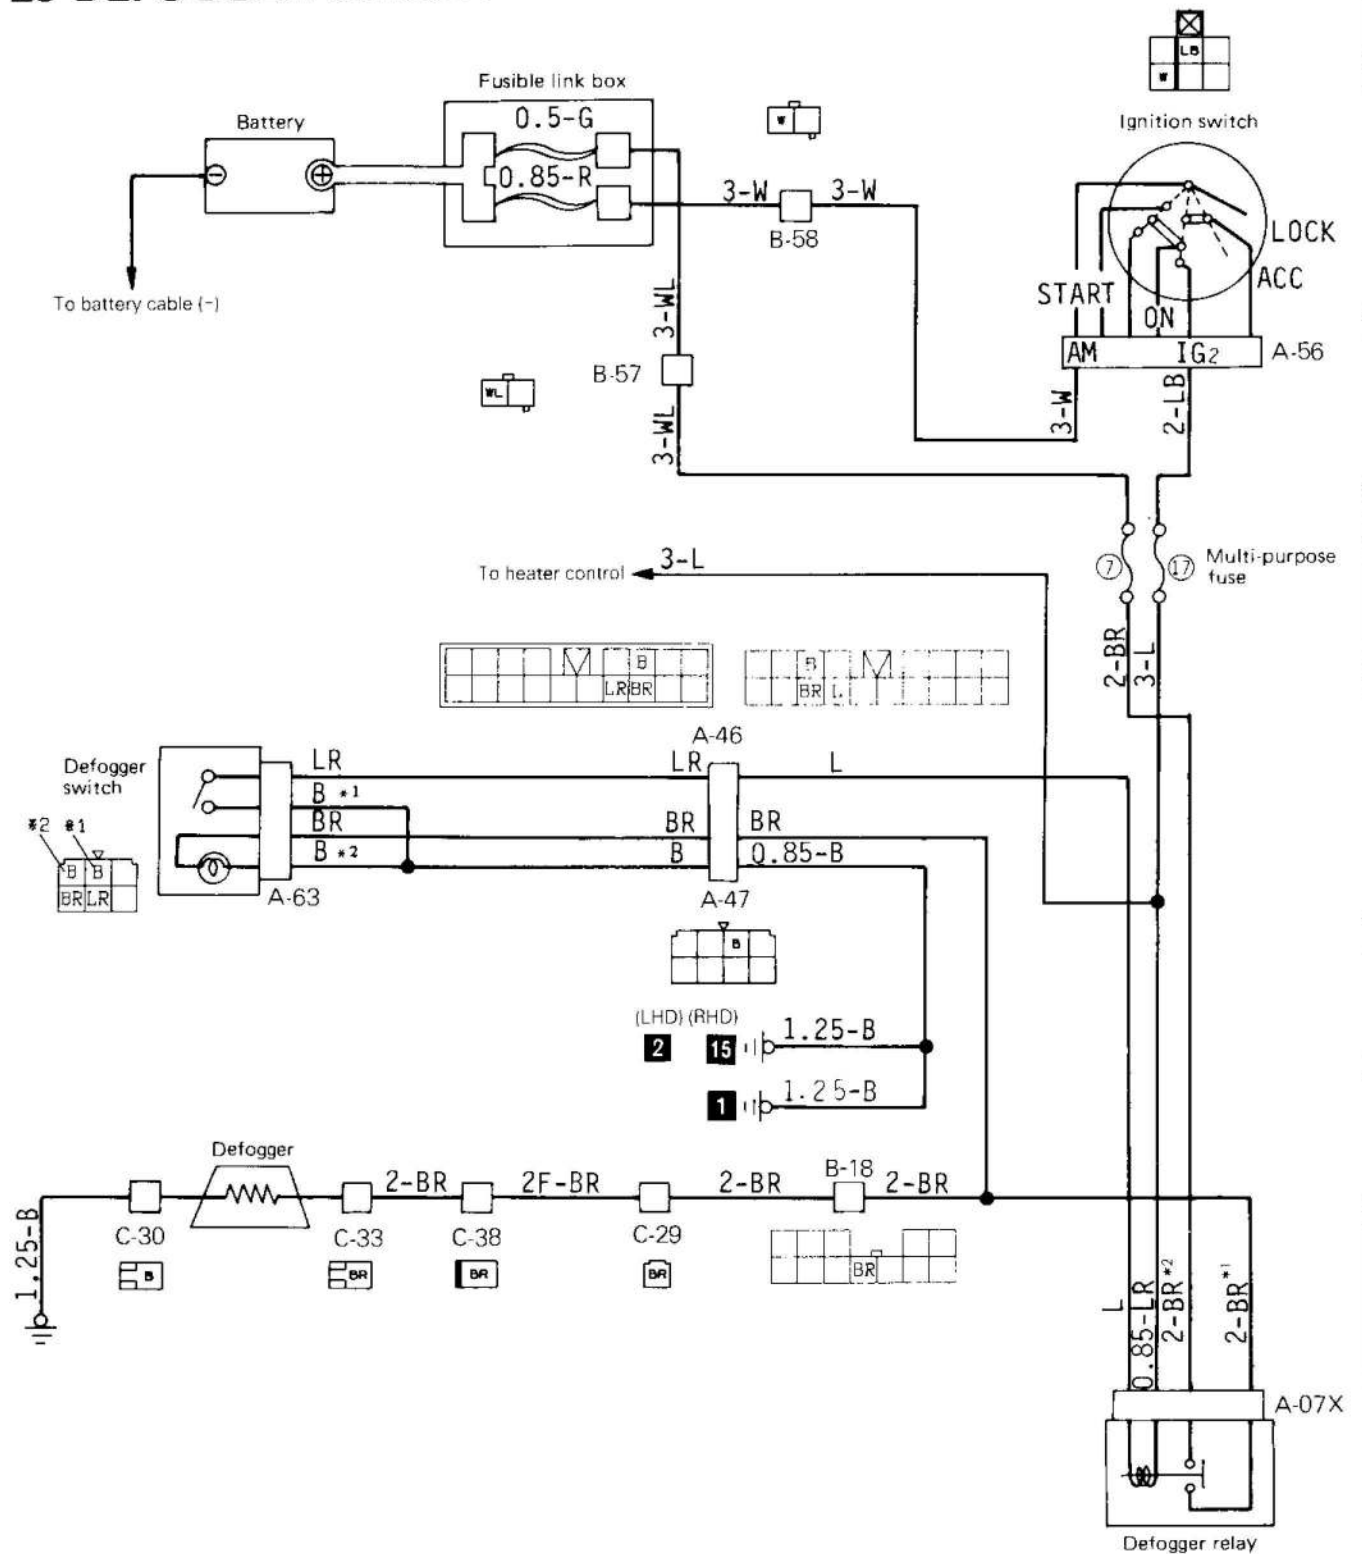 LB
W
Fusible link box
Battery
0.5-G
W
Ignition switch
0.85-R
3-W
3-W
B-58
LOCK
ACC
To battery cable (-)
START
ON
3-WL
AM
IG2
A-56
B-57
WL
3-W
2-LB
3-WL
To heater control
3-L
7
17
Multi-purpose
fuse
2-BR
3-L
B
LR BR
B
BR L
A-46
Defogger
switch
LR
LR
L
B *1
BR
BR
BR
*2 *1
B *2
B
0.85-B
B B
BR LR
A-63
A-47
B
(LHD) (RHD)
2
15
1.25-B
1
1.25-B
Defogger
2-BR
2F-BR
2-BR
B-18
2-BR
C-30
C-33
C-38
C-29
1.25-B
B
BR
BR
BR
BR
L
0.85-LR
2-BR*2
2-BR*1
A-07X
Defogger relay